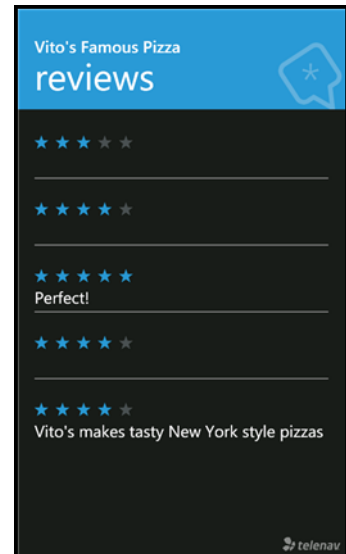 Vito's Famous Pizza
reviews
Perfect!
Vito's makes tasty New York style pizzas
telenav